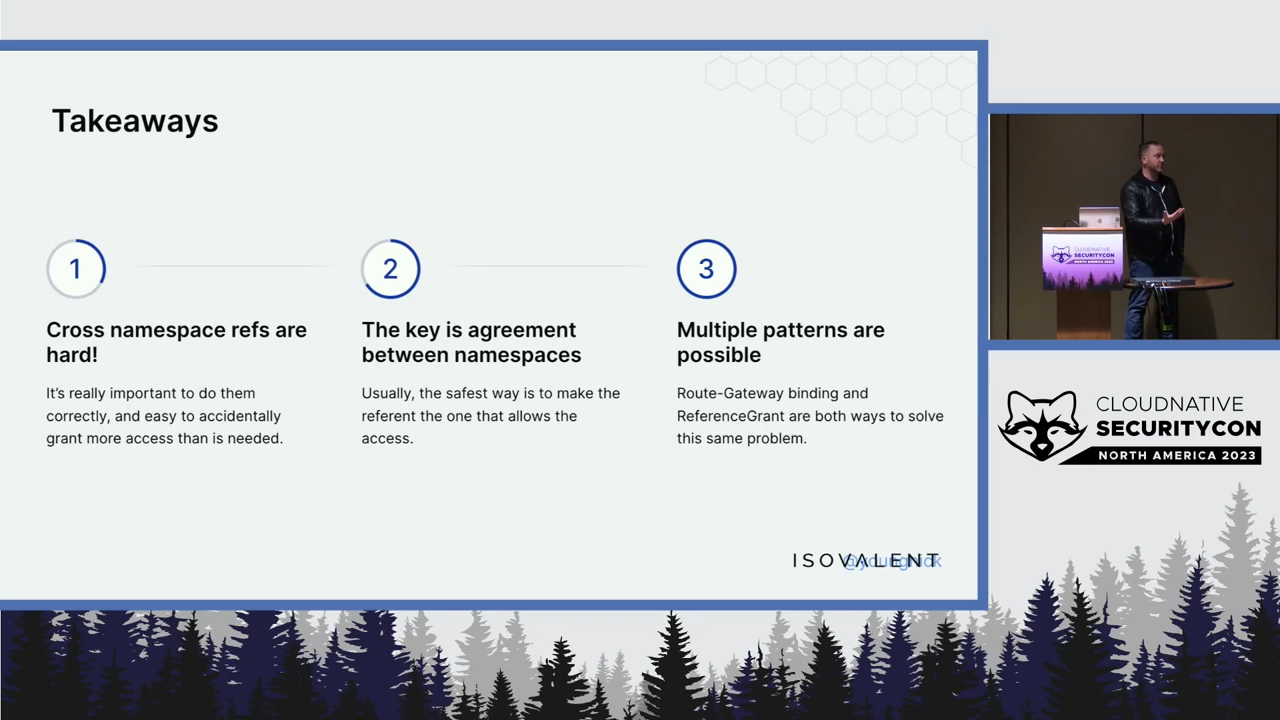 Takeaways
1
2
3
Cross namespace refs are
hard!
It's really important to do them
correctly, and easy to accidentally
grant more access than is needed.
The key is agreement
between namespaces
Usually, the safest way is to make the
referent the one that allows the
access.
Multiple patterns are
possible
Route-Gateway binding and
ReferenceGrant are both ways to solve
this same problem.
ISOVALENT
@youngnick
CLOUDNATIVE
SECURITYCON
CLOUDNATIVE
SECURITYCON
NORTH AMERICA 2023